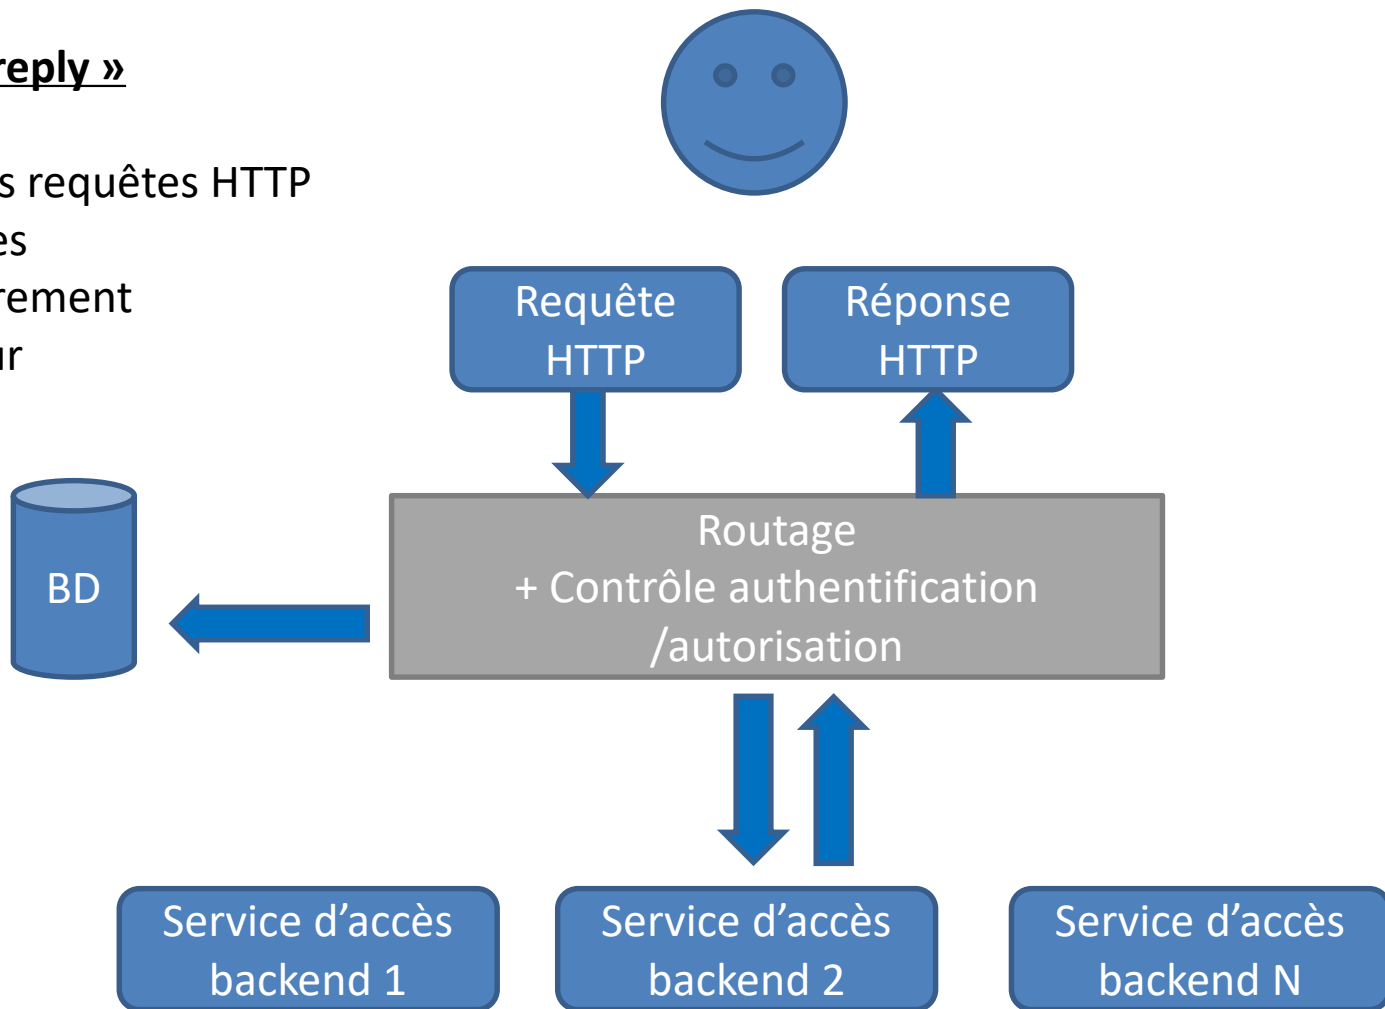 reply »
s requêtes HTTP
es
rement
ur
Requête
HTTP
Réponse
HTTP
Routage
+ Contrôle authentification
/autorisation
BD
Service d’accès
backend 1
Service d’accès
backend 2
Service d’accès
backend N